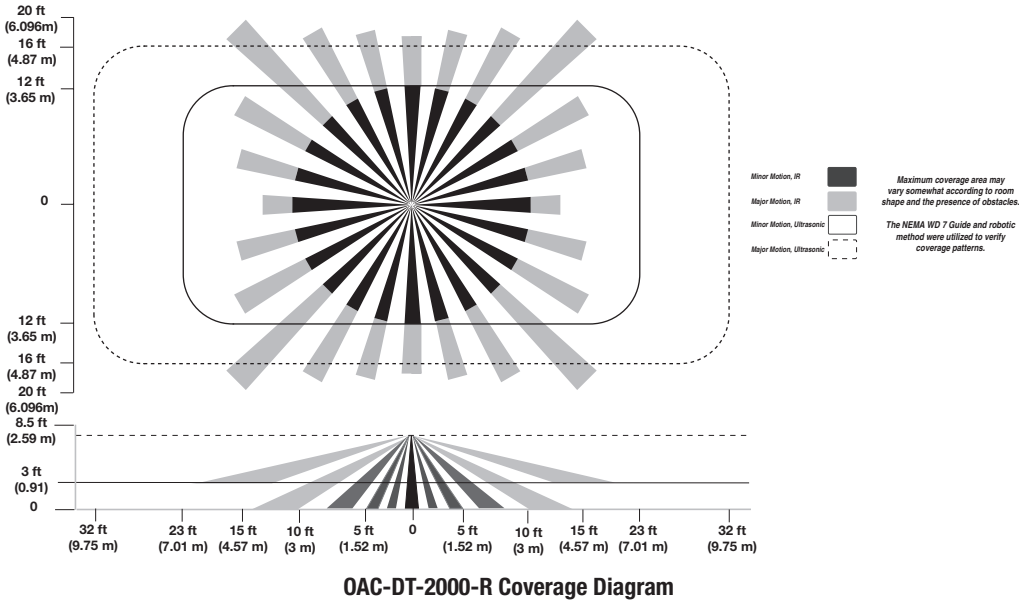 20 ft
(6.096m)
16 ft
(4.87 m)
12 ft
(3.65 m)
0
12 ft
(3.65 m)
16 ft
(4.87 m)
20 ft
(6.096m)
8.5 ft
(2.59 m)
3 ft
(0.91)
0
32 ft
(9.75 m)
23 ft
(7.01 m)
15 ft
(4.57 m)
10 ft
(3 m)
5 ft
(1.52 m)
0
5 ft
(1.52 m)
10 ft
(3 m)
15 ft
(4.57 m)
23 ft
(7.01 m)
32 ft
(9.75 m)
Minor Motion, IR
Major Motion, IR
Minor Motion, Ultrasonic
Major Motion, Ultrasonic
Maximum coverage area may
vary somewhat according to room
shape and the presence of obstacles.
The NEMA WD 7 Guide and robotic
method were utilized to verify
coverage patterns.
OAC-DT-2000-R Coverage Diagram